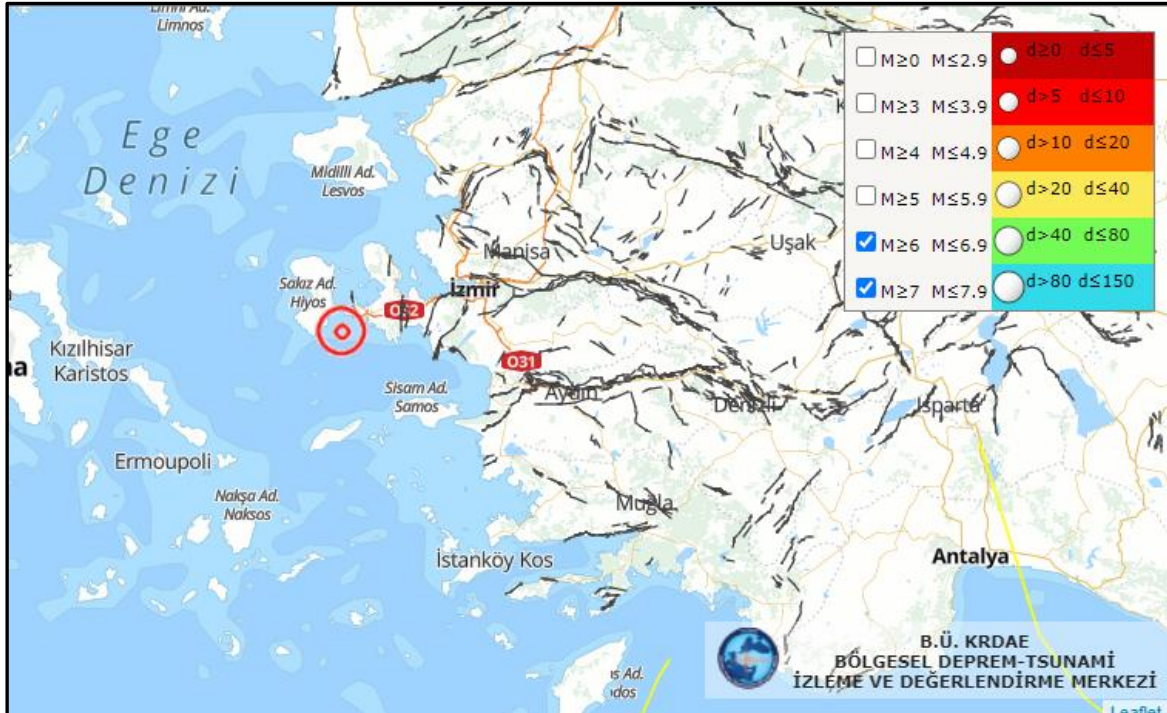 Limni Ad.
Limnos
Ege
Denizi
Midilli Ad.
Lesvos
Manisa
Uşak
Sakız Ad.
Hiyos
İzmir
O52
Kızılhisar
Karistos
O31
Sisam Ad.
Samos
Aydın
Denizli
Isparta
Ermoupoli
Nakşa Ad.
Naksos
Muğla
İstanköy Kos
Antalya
M≥0 M≤2.9 d≥0 d≤5
M≥3 M≤3.9 d>5 d≤10
M≥4 M≤4.9 d>10 d≤20
M≥5 M≤5.9 d>20 d≤40
M≥6 M≤6.9 d>40 d≤80
M≥7 M≤7.9 d>80 d≤150
B.Ü. KRDAE
BÖLGESEL DEPREM-TSUNAMİ
İZLEME VE DEĞERLENDİRME MERKEZİ
Leaflet